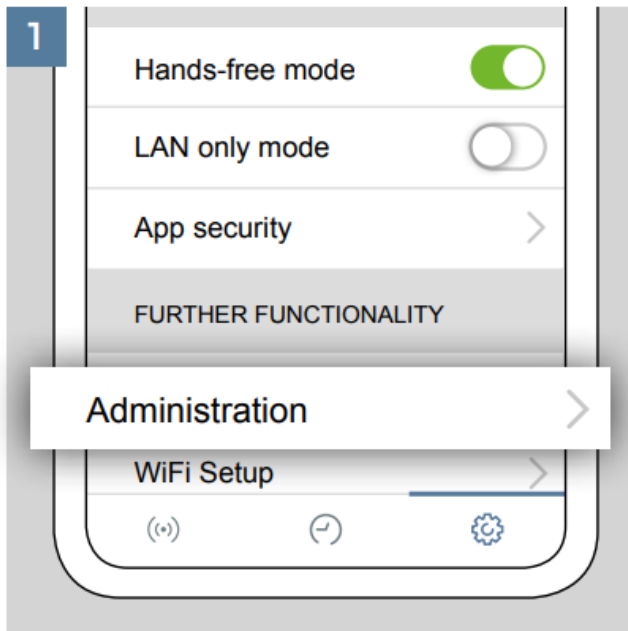 1
Hands-free mode
LAN only mode
App security
FURTHER FUNCTIONALITY
Administration
WiFi Setup